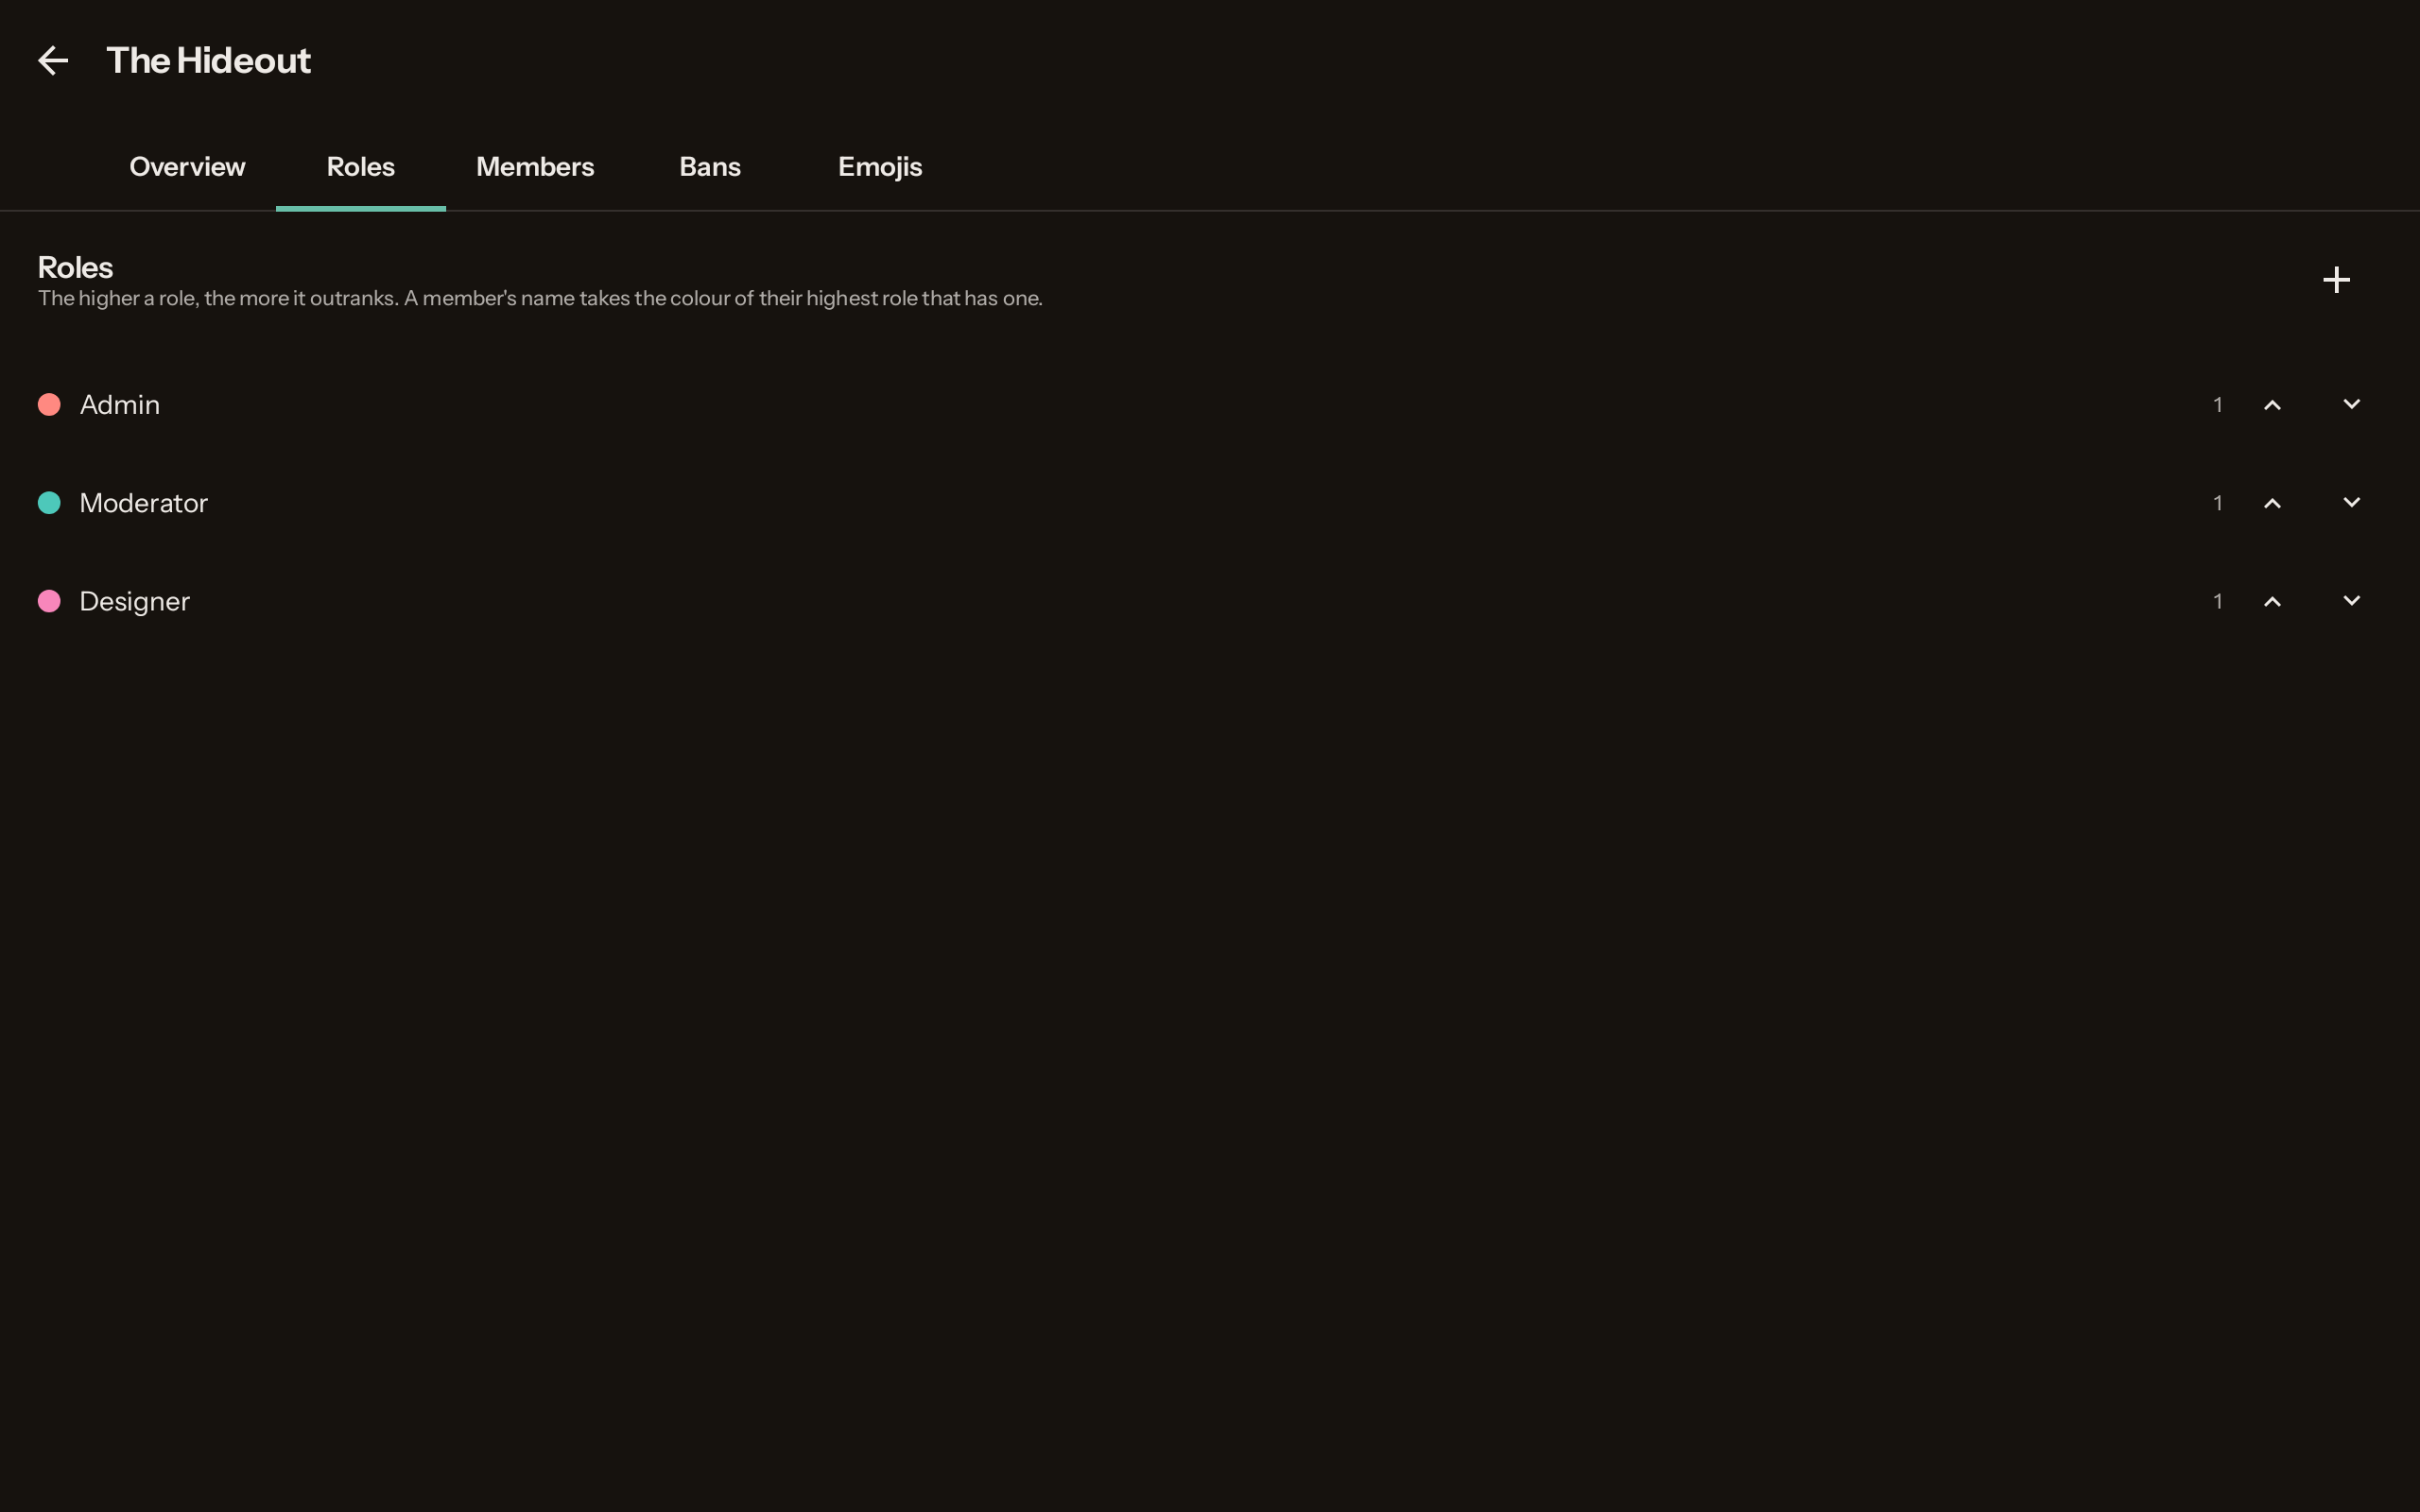 The Hideout
Overview Roles Members Bans Emojis
Roles
The higher a role, the more it outranks. A member's name takes the colour of their highest role that has one.
Admin 1
Moderator 1
Designer 1